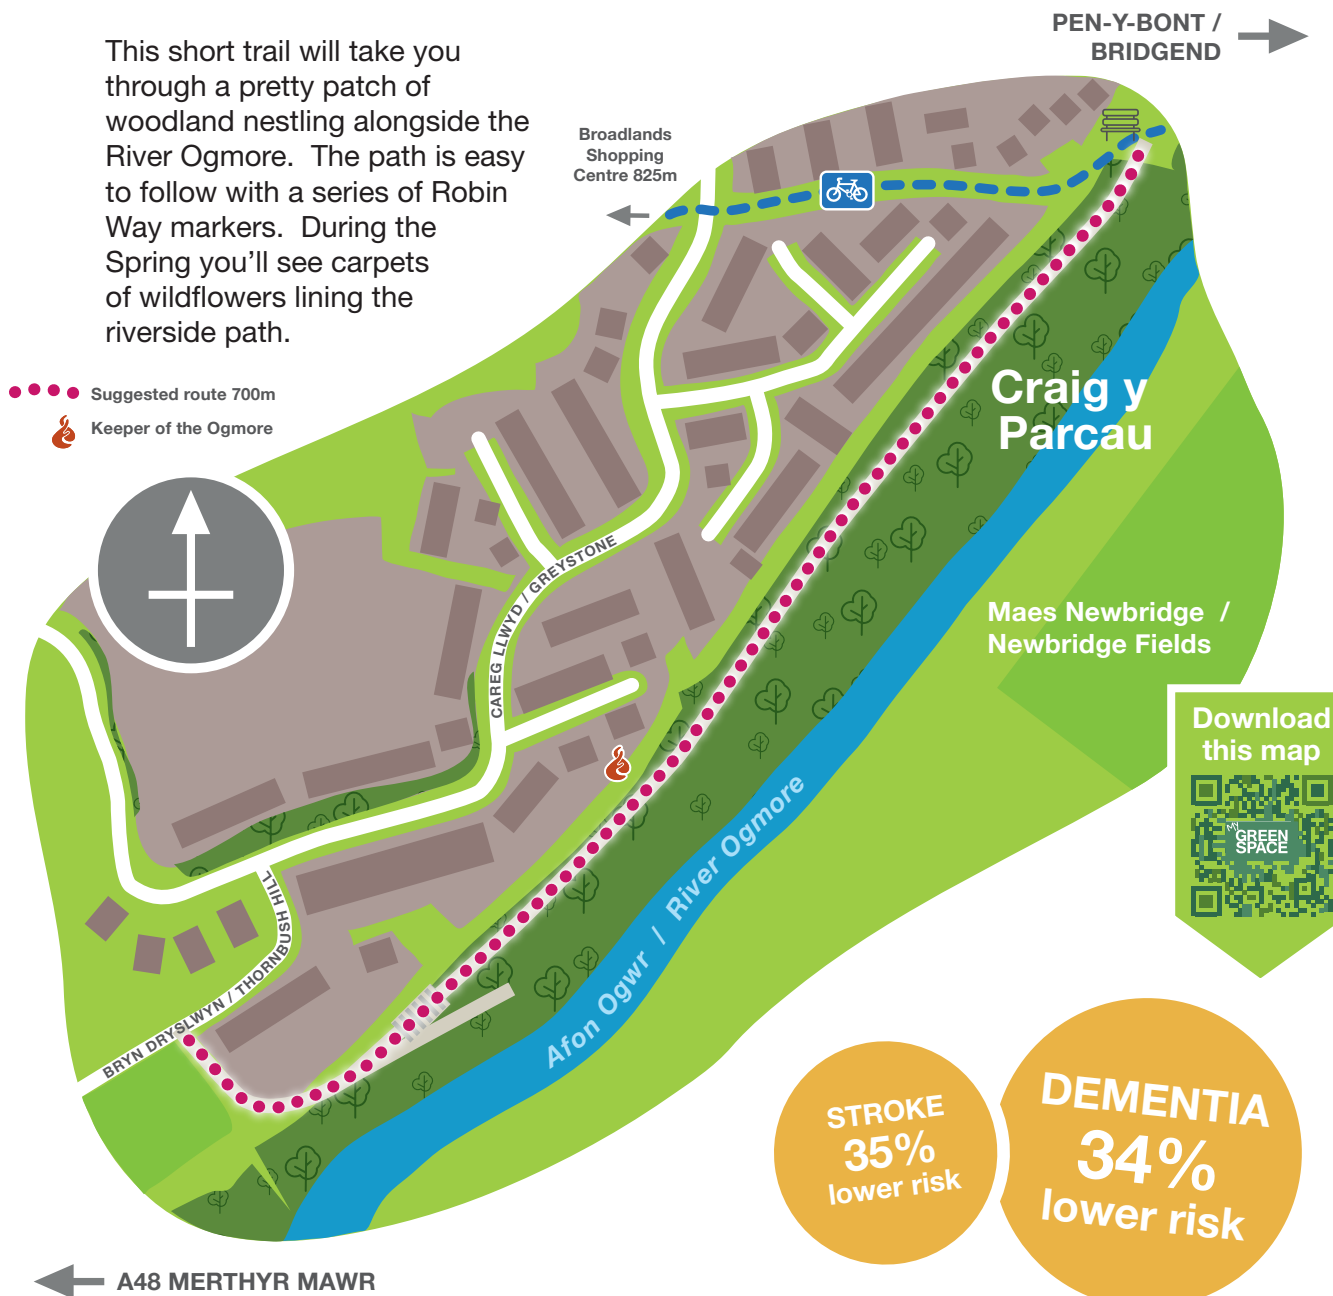 PEN-Y-BONT /
BRIDGEND
This short trail will take you
through a pretty patch of
woodland nestling alongside the
River Ogmore. The path is easy
to follow with a series of Robin
Way markers. During the
Spring you'll see carpets
of wildflowers lining the
riverside path.
Broadlands
Shopping
Centre 825m
Suggested route 700m
Keeper of the Ogmore
Craig y
Parcau
CAREG LLWYD / GREYSTONE
Maes Newbridge /
Newbridge Fields
Download
this map
MY
GREEN
SPACE
Afon Ogwr / River Ogmore
BRYN DRYSLWYN / THORNBUSH HILL
STROKE
35%
lower risk
DEMENTIA
34%
lower risk
A48 MERTHYR MAWR